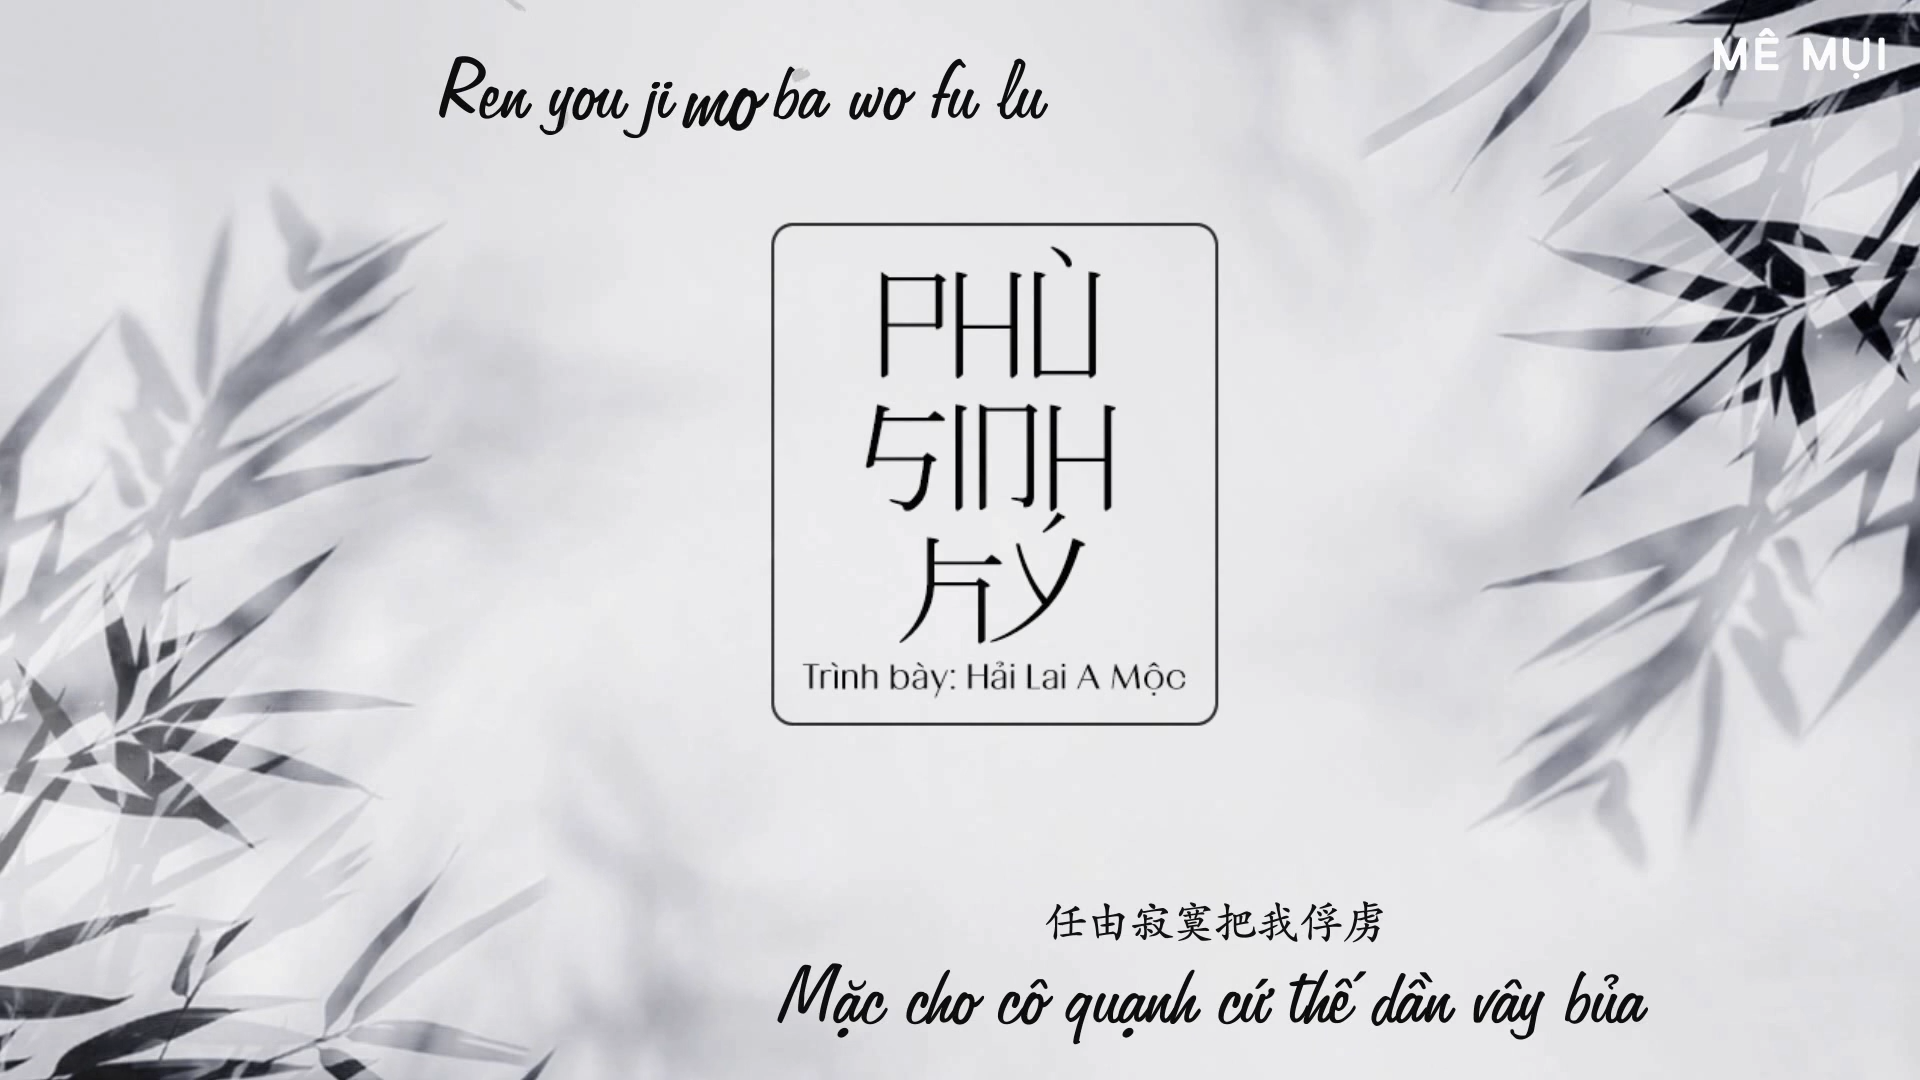 MÊ MỤI
Ren you ji mo ba wo fu lu
PHÙ
SINH
KÝ
Trình bày: Hải Lai A Mộc
任由寂寞把我俘虏
Mặc cho cô quạnh cứ thế dần vây bủa